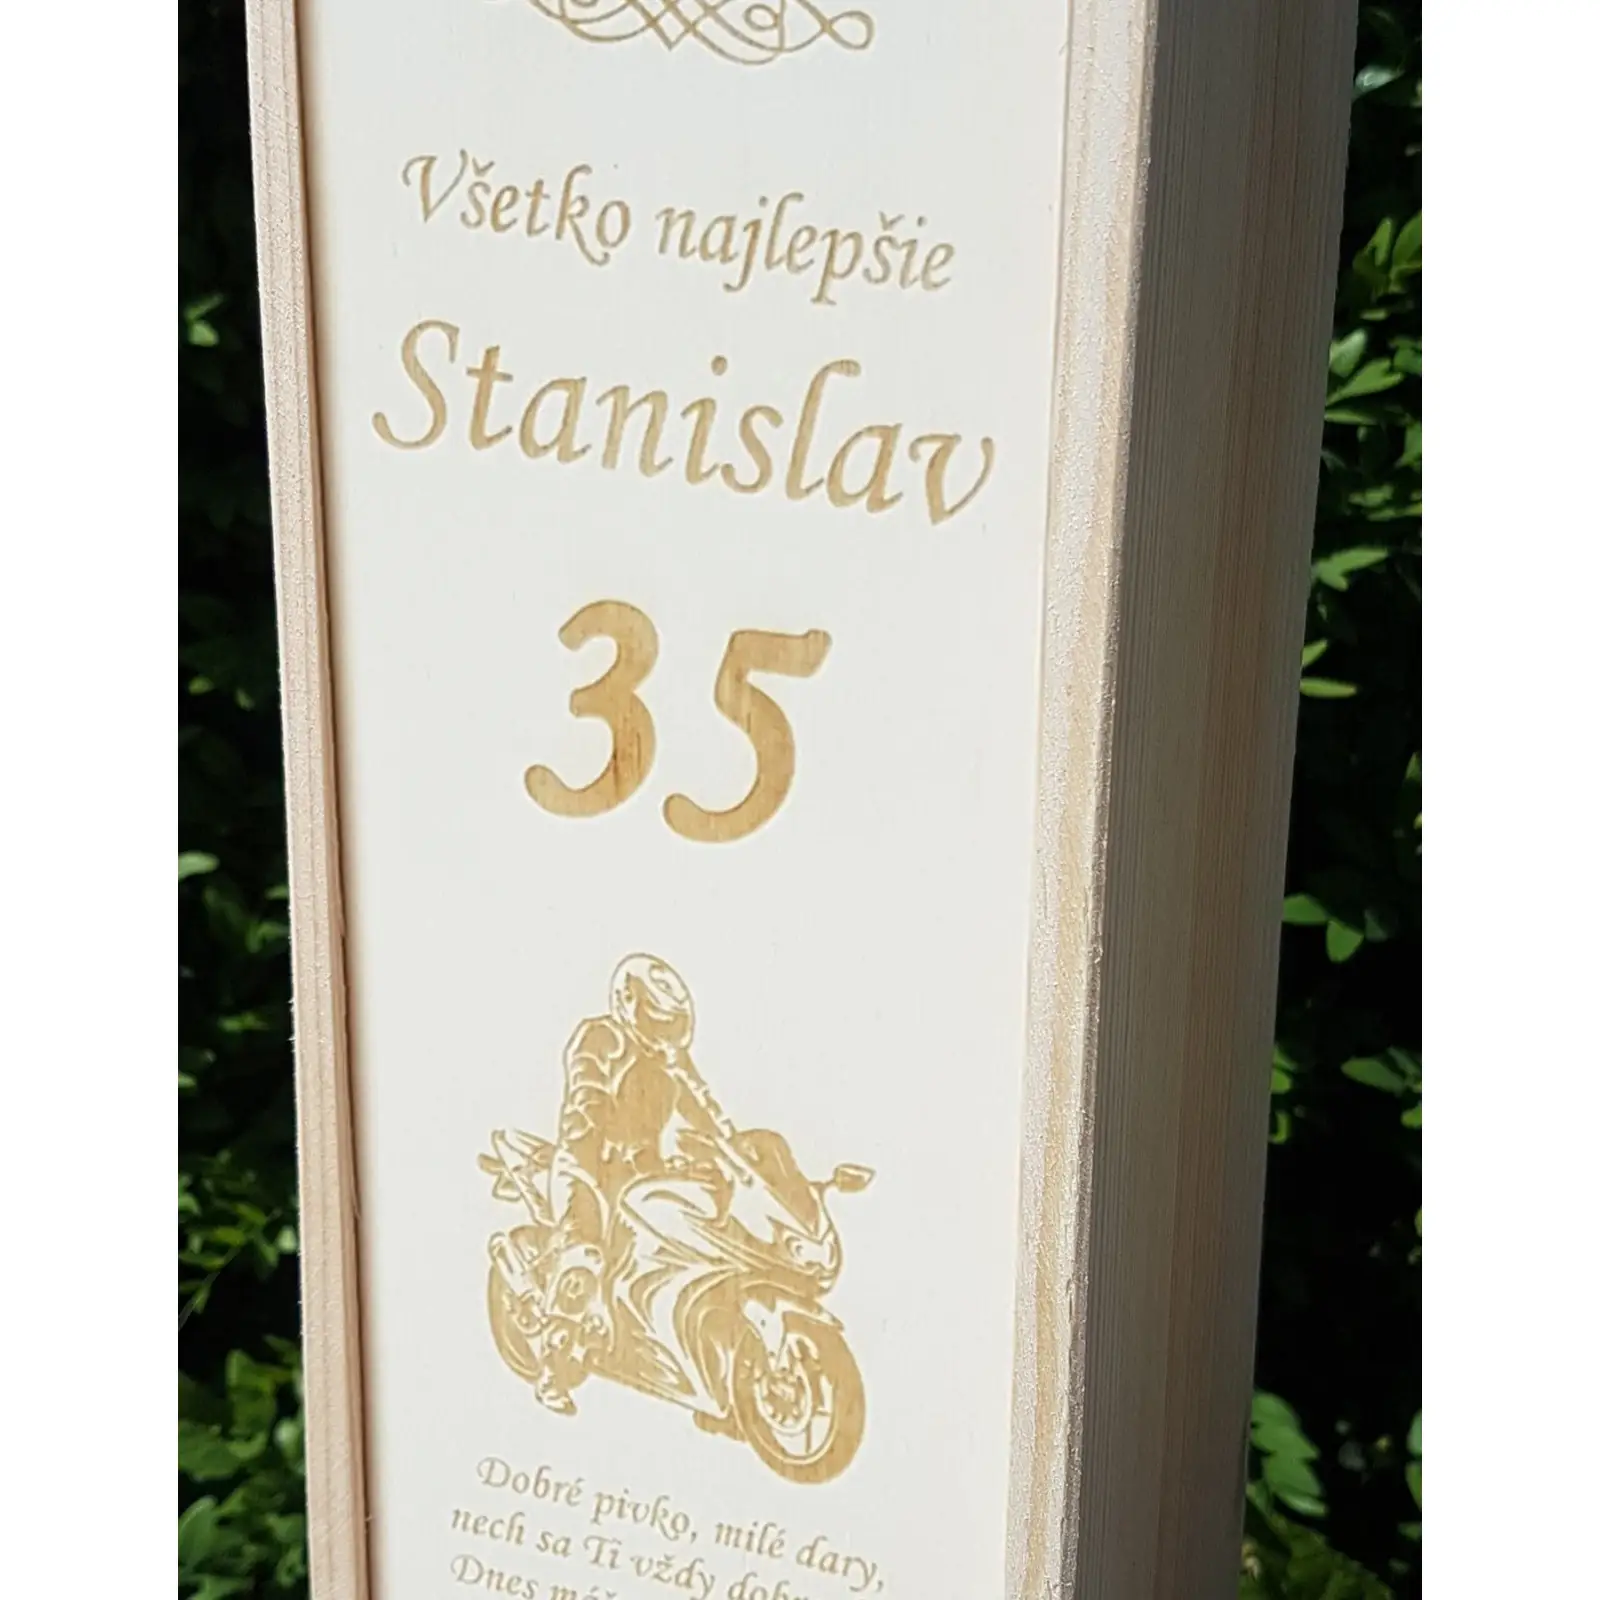 Všetko najlepšie
Stanislav
35
Dobré pivko, milé dary,
nech sa Ti vždy
Dnes